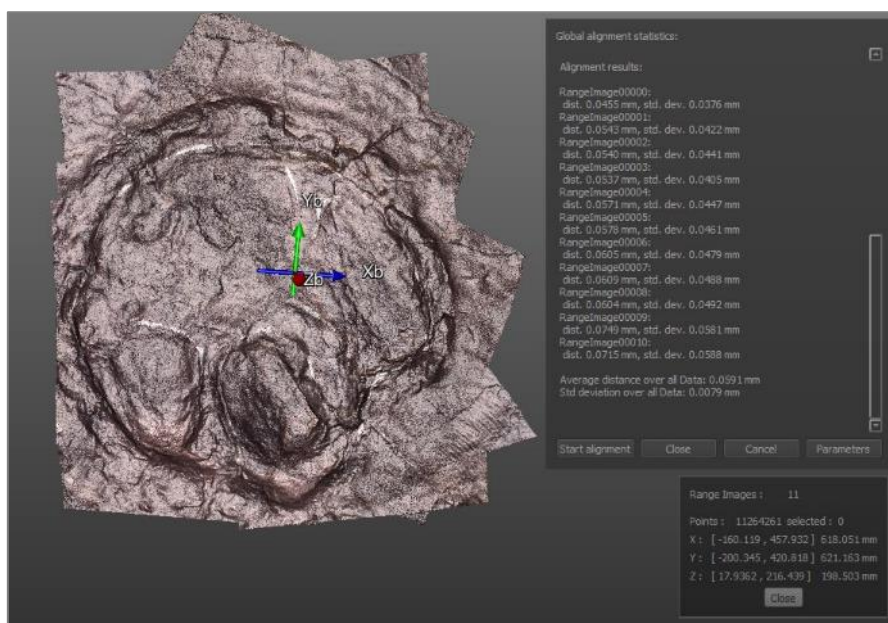 Global alignment statistics:
Alignment results:
RangeImage00000:
dist. 0.0455 mm, std. dev. 0.0376 mm
RangeImage00001:
dist. 0.0543 mm, std. dev. 0.0422 mm
RangeImage00002:
dist. 0.0540 mm, std. dev. 0.0441 mm
RangeImage00003:
dist. 0.0537 mm, std. dev. 0.0405 mm
RangeImage00004:
dist. 0.0571 mm, std. dev. 0.0447 mm
RangeImage00005:
dist. 0.0578 mm, std. dev. 0.0461 mm
RangeImage00006:
dist. 0.0605 mm, std. dev. 0.0479 mm
RangeImage00007:
dist. 0.0609 mm, std. dev. 0.0488 mm
RangeImage00008:
dist. 0.0604 mm, std. dev. 0.0492 mm
RangeImage00009:
dist. 0.0749 mm, std. dev. 0.0581 mm
RangeImage00010:
dist. 0.0715 mm, std. dev. 0.0588 mm
Average distance over all Data: 0.0591 mm
Std deviation over all Data: 0.0079 mm
Start alignment Close Cancel Parameters
Yb
Xb
Zb
Range Images : 11
Points : 11264261 selected : 0
X : [ -160.119 , 457.932 ] 618.051 mm
Y : [ -200.345 , 420.818 ] 621.163 mm
Z : [ 17.9362 , 216.439 ] 198.503 mm
Close